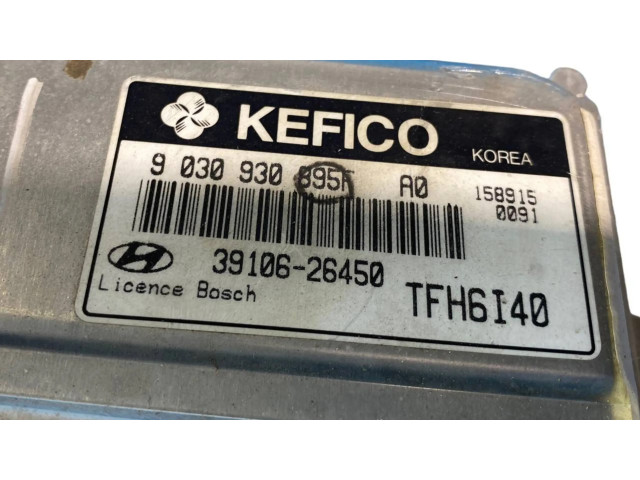 KEFICO KOREA
9 030 930 895F A0 158915
0091
39106-26450
Licence Bosch TFH6I40